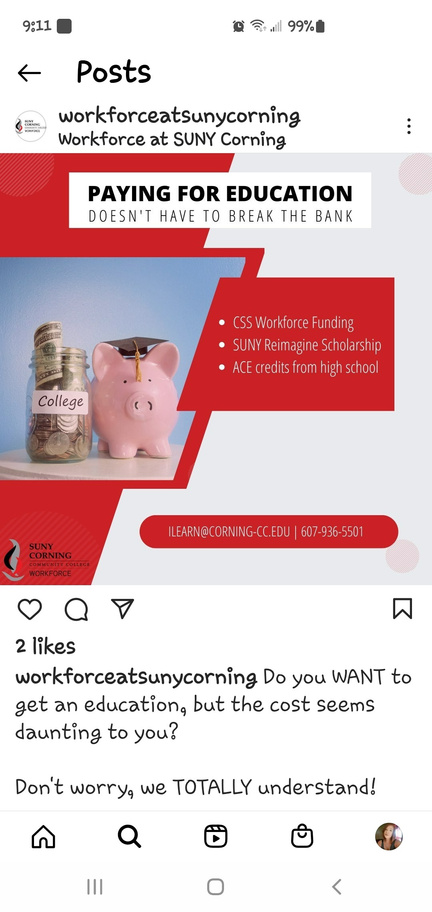 9:11
99%
Posts
workforceatsunycorning
Workforce at SUNY Corning
SUNY
CORNING
WORKFORCE
PAYING FOR EDUCATION
DOESN'T HAVE TO BREAK THE BANK
• CSS Workforce Funding
• SUNY Reimagine Scholarship
• ACE credits from high school
College
ILEARN@CORNING-CC.EDU | 607-936-5501
SUNY
CORNING
COMMUNITY COLLEGE
WORKFORCE
2 likes
workforceatsunycorning Do you WANT to
get an education, but the cost seems
daunting to you?
Don't worry, we TOTALLY understand!